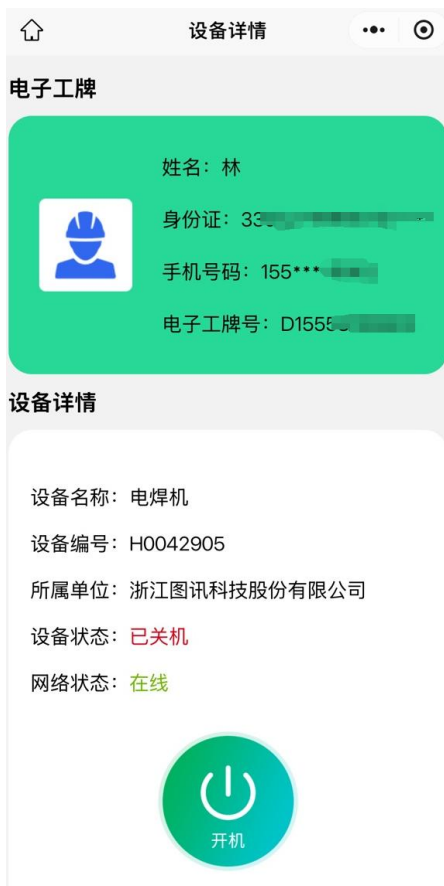 设备详情
电子工牌
姓名：林
身份证：33
手机号码：155***
电子工牌号：D1555
设备详情
设备名称：电焊机
设备编号：H0042905
所属单位：浙江图讯科技股份有限公司
设备状态：已关机
网络状态：在线
开机